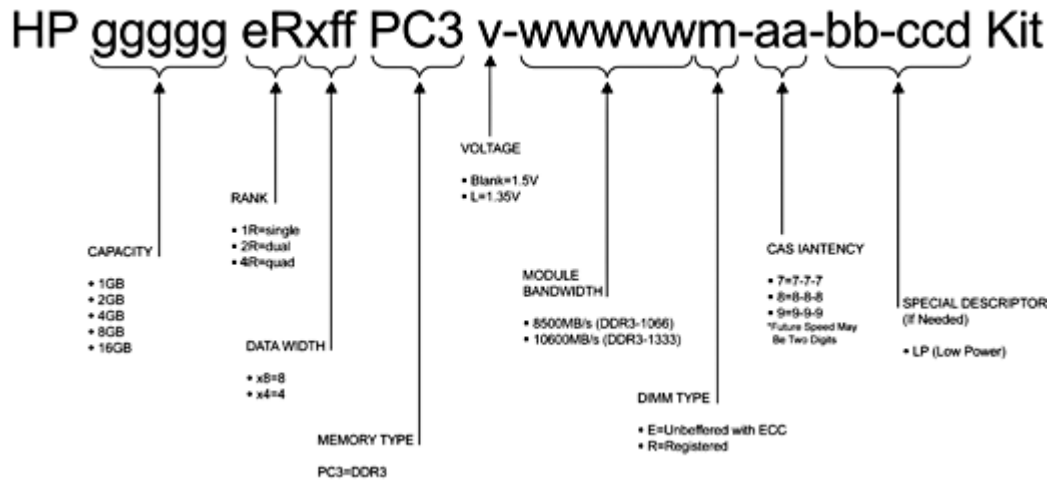 HP ggggg eRxff PC3 v-wwwwwm-aa-bb-ccd Kit
CAPACITY
• 1GB
• 2GB
• 4GB
• 8GB
• 16GB
RANK
• 1R=single
• 2R=dual
• 4R=quad
DATA WIDTH
• x8=8
• x4=4
MEMORY TYPE
PC3=DDR3
VOLTAGE
• Blank=1.5V
• L=1.35V
MODULE
BANDWIDTH
• 8500MB/s (DDR3-1066)
• 10600MB/s (DDR3-1333)
DIMM TYPE
• E=Unbeffered with ECC
• R=Registered
CAS IANTENCY
• 7=7-7-7
• 8=8-8-8
• 9=9-9-9
*Future Speed May
Be Two Digits
SPECIAL DESCRIPTOR
(If Needed)
• LP (Low Power)